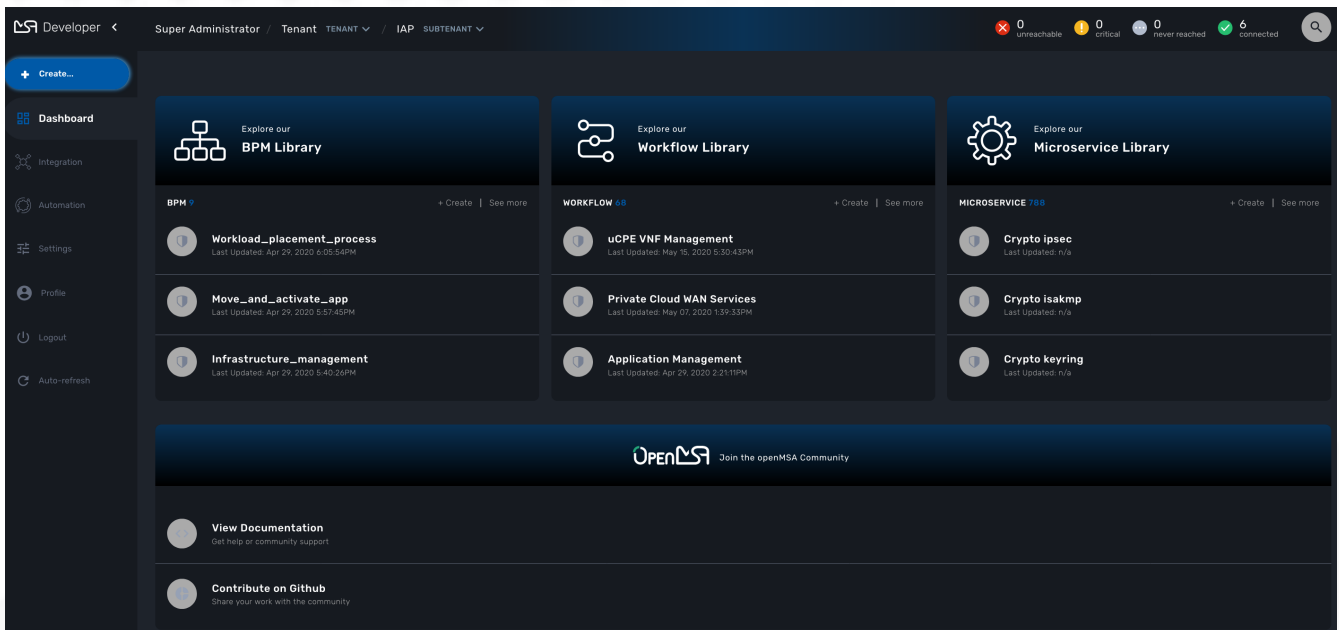 MSA Developer
Super Administrator / Tenant TENANT / IAP SUBTENANT
0 unreachable
0 critical
0 never reached
6 connected
+ Create...
Dashboard
Integration
Automation
Settings
Profile
Logout
Auto-refresh
Explore our
BPM Library
BPM 9
+ Create | See more
Workload_placement_process
Last Updated: Apr 29, 2020 6:05:54PM
Move_and_activate_app
Last Updated: Apr 29, 2020 5:57:45PM
Infrastructure_management
Last Updated: Apr 29, 2020 5:40:26PM
Explore our
Workflow Library
WORKFLOW 68
+ Create | See more
uCPE VNF Management
Last Updated: May 15, 2020 5:30:43PM
Private Cloud WAN Services
Last Updated: May 07, 2020 1:39:33PM
Application Management
Last Updated: Apr 29, 2020 2:21:11PM
Explore our
Microservice Library
MICROSERVICE 788
+ Create | See more
Crypto ipsec
Last Updated: n/a
Crypto isakmp
Last Updated: n/a
Crypto keyring
Last Updated: n/a
OPENMSA Join the openMSA Community
View Documentation
Get help or community support
Contribute on Github
Share your work with the community